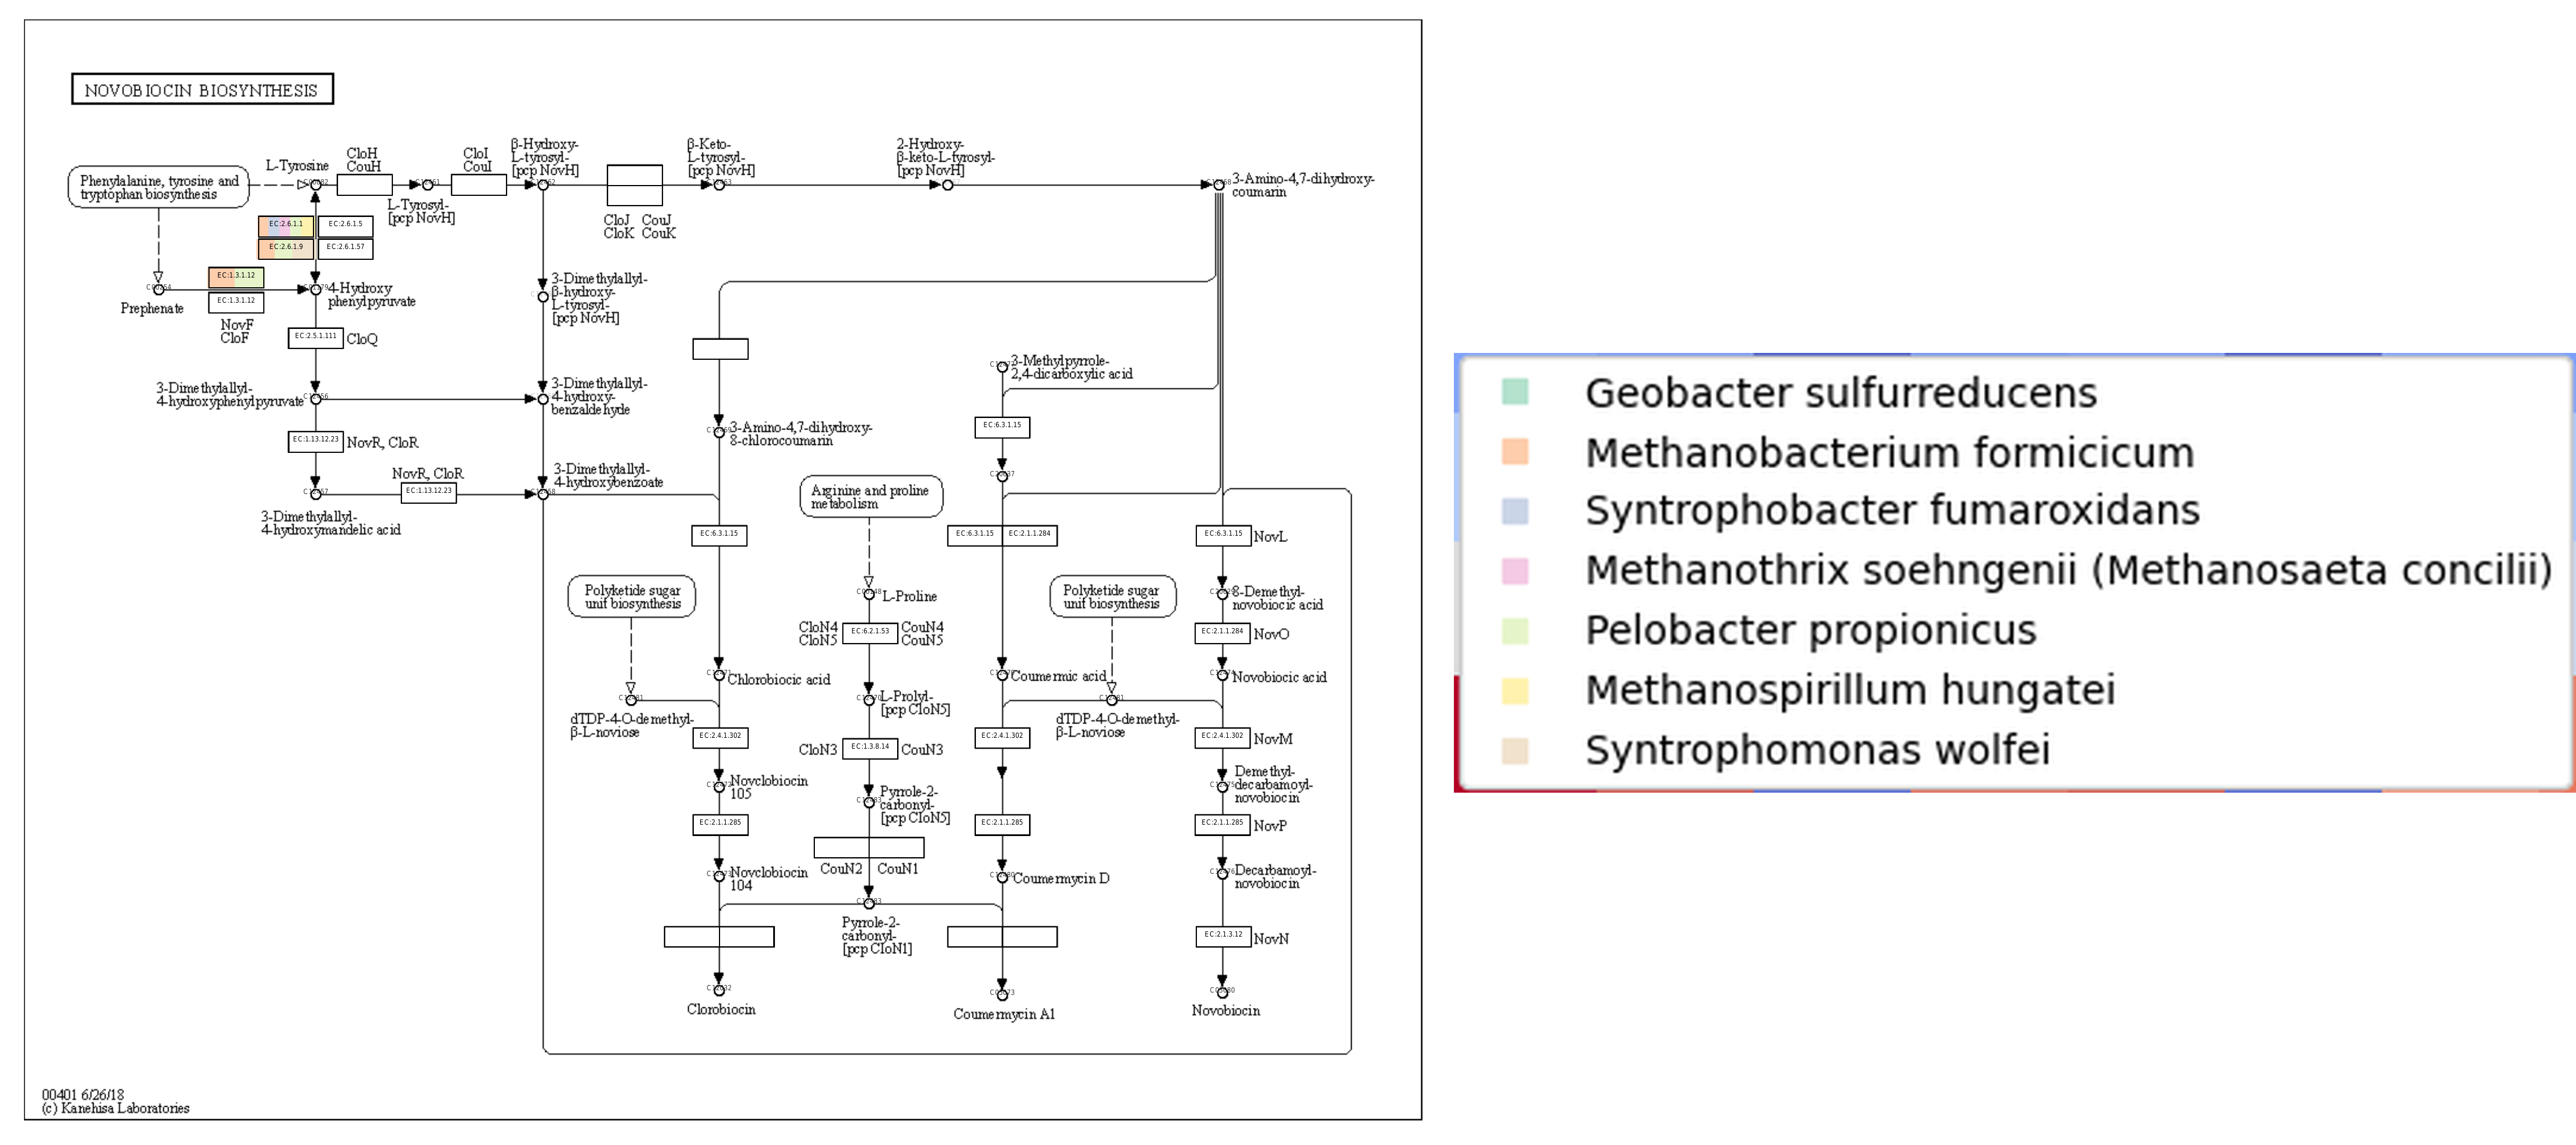 NOVOBIOCIN BIOSYNTHESIS
Phenylalanine, tyrosine and
tryptophan biosynthesis
L-Tyrosine
CloH
CouH
L-Tyrosyl-
[pcp NovH]
CloI
CouI
β-Hydroxy-
L-tyrosyl-
[pcp NovH]
CloJ CouJ
CloK CouK
β-Keto-
L-tyrosyl-
[pcp NovH]
2-Hydroxy-
β-keto-L-tyrosyl-
[pcp NovH]
3-Amino-4,7-dihydroxy-
coumarin
EC:2.6.1.1
EC:2.6.1.5
EC:2.6.1.9
EC:2.6.1.57
EC:1.3.1.12
EC:1.3.1.12
Prephenate
NovF
CloF
4-Hydroxy
phenylpyruvate
EC:2.5.1.111
CloQ
3-Dimethylallyl-
β-hydroxy-
L-tyrosyl-
[pcp NovH]
3-Dimethylallyl-
4-hydroxyphenylpyruvate
3-Dimethylallyl-
4-hydroxy-
benzaldehyde
EC:1.13.12.23
NovR, CloR
NovR, CloR
EC:1.13.12.23
3-Dimethylallyl-
4-hydroxymandelic acid
3-Dimethylallyl-
4-hydroxybenzoate
3-Amino-4,7-dihydroxy-
8-chlorocoumarin
3-Methylpyrrole-
2,4-dicarboxylic acid
EC:6.3.1.15
Arginine and proline
metabolism
EC:6.3.1.15
EC:6.3.1.15
EC:2.1.1.284
EC:6.3.1.15
NovL
Polyketide sugar
unit biosynthesis
L-Proline
Polyketide sugar
unit biosynthesis
8-Demethyl-
novobiocic acid
CloN4
CloN5
EC:6.2.1.53
CouN4
CouN5
EC:2.1.1.284
NovO
Chlorobiocic acid
Coumermic acid
Novobiocic acid
L-Prolyl-
[pcp CloN5]
dTDP-4-O-demethyl-
β-L-noviose
dTDP-4-O-demethyl-
β-L-noviose
EC:2.4.1.302
CloN3
EC:1.3.8.14
CouN3
EC:2.4.1.302
EC:2.4.1.302
NovM
Novclobiocin
105
Pyrrole-2-
carbonyl-
[pcp CloN5]
Demethyl-
decarbamoyl-
novobiocin
EC:2.1.1.285
EC:2.1.1.285
EC:2.1.1.285
NovP
CouN2
CouN1
Novclobiocin
104
Coumermycin D
Decarbamoyl-
novobiocin
Pyrrole-2-
carbonyl-
[pcp CloN1]
EC:2.1.3.12
NovN
Clorobiocin
Coumermycin A1
Novobiocin
00401 6/26/18
(c) Kanehisa Laboratories
Geobacter sulfurreducens
Methanobacterium formicicum
Syntrophobacter fumaroxidans
Methanothrix soehngenii (Methanosaeta concilii)
Pelobacter propionicus
Methanospirillum hungatei
Syntrophomonas wolfei